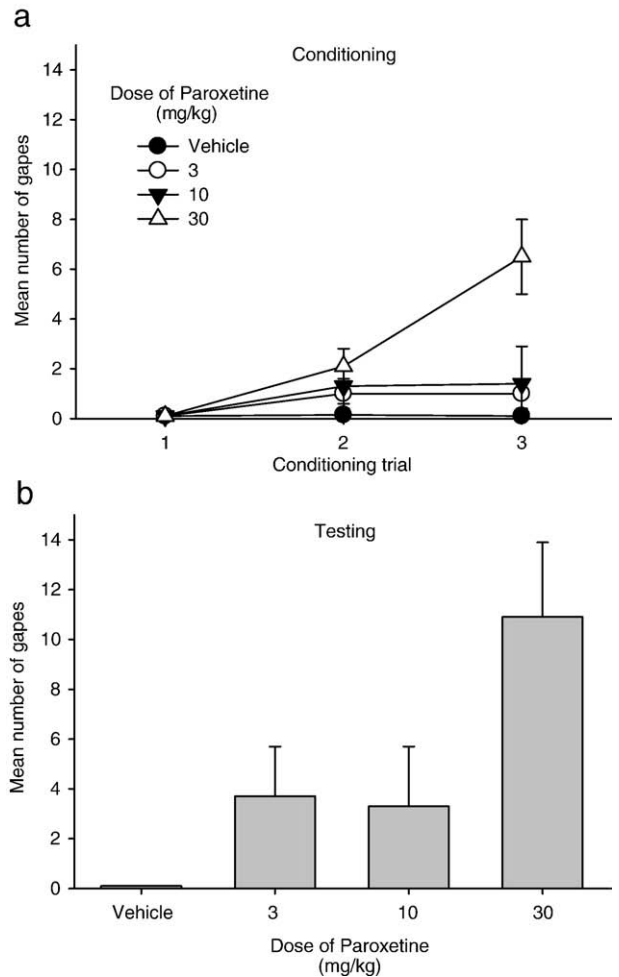 a
Conditioning
Dose of Paroxetine
(mg/kg)
Vehicle
3
10
30
Mean number of gapes
14
12
10
8
6
4
2
0
1 2 3
Conditioning trial
b
Testing
Mean number of gapes
14
12
10
8
6
4
2
0
Vehicle 3 10 30
Dose of Paroxetine
(mg/kg)